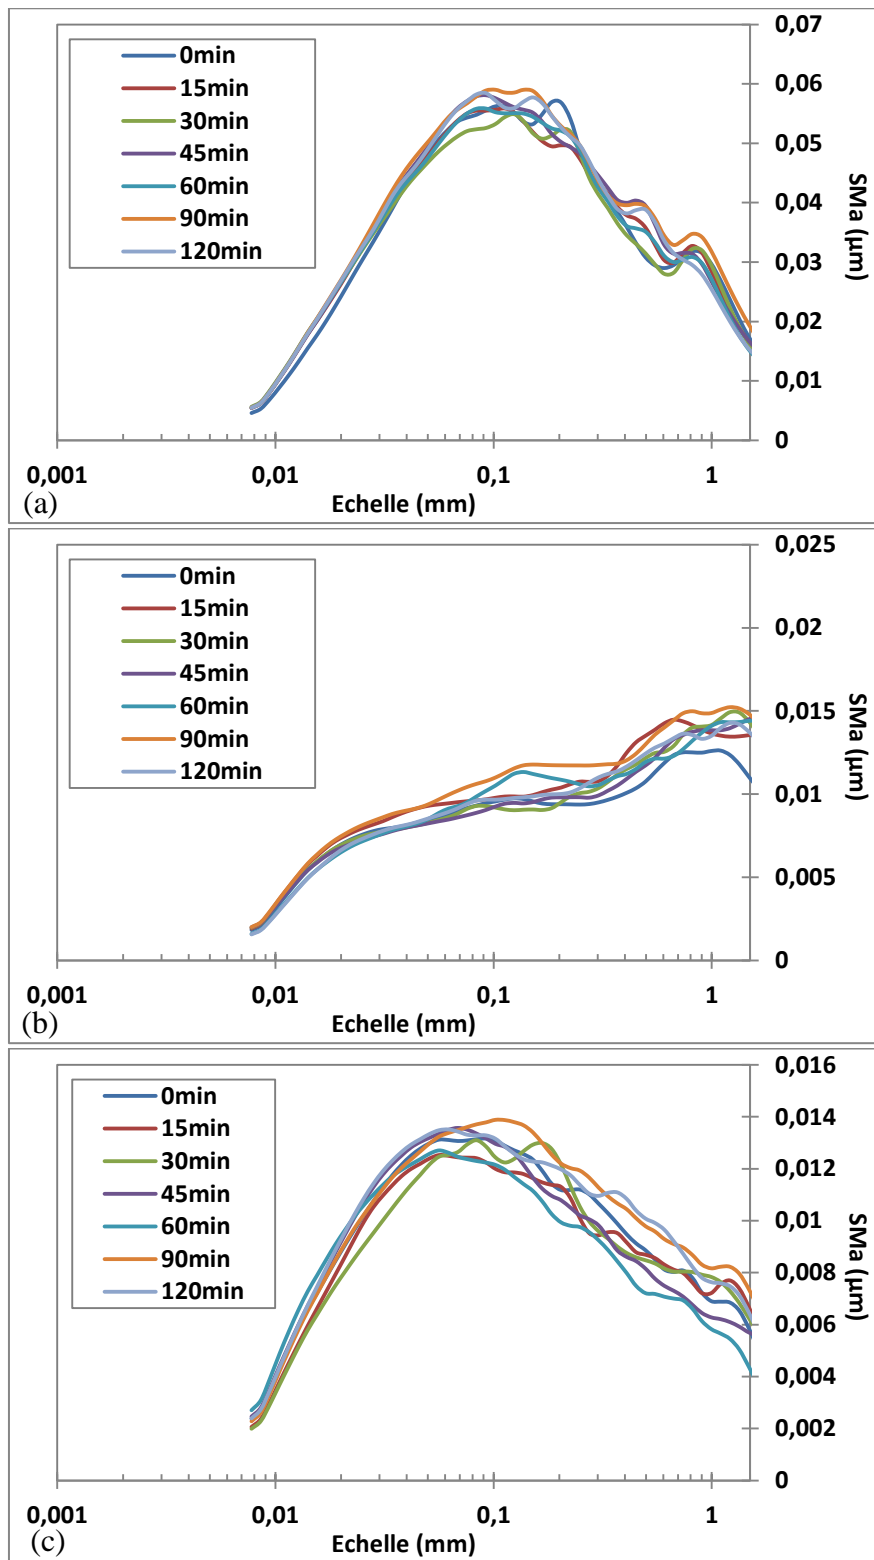 0,07
0min
15min
30min
45min
60min
90min
120min
0,06
0,05
0,04
0,03
0,02
0,01
0
SMa (µm)
0,001
0,01
0,1
1
Echelle (mm)
(a)
0,025
0min
15min
30min
45min
60min
90min
120min
0,02
0,015
0,01
0,005
0
SMa (µm)
0,001
0,01
0,1
1
Echelle (mm)
(b)
0,016
0min
15min
30min
45min
60min
90min
120min
0,014
0,012
0,01
0,008
0,006
0,004
0,002
0
SMa (µm)
0,001
0,01
0,1
1
Echelle (mm)
(c)